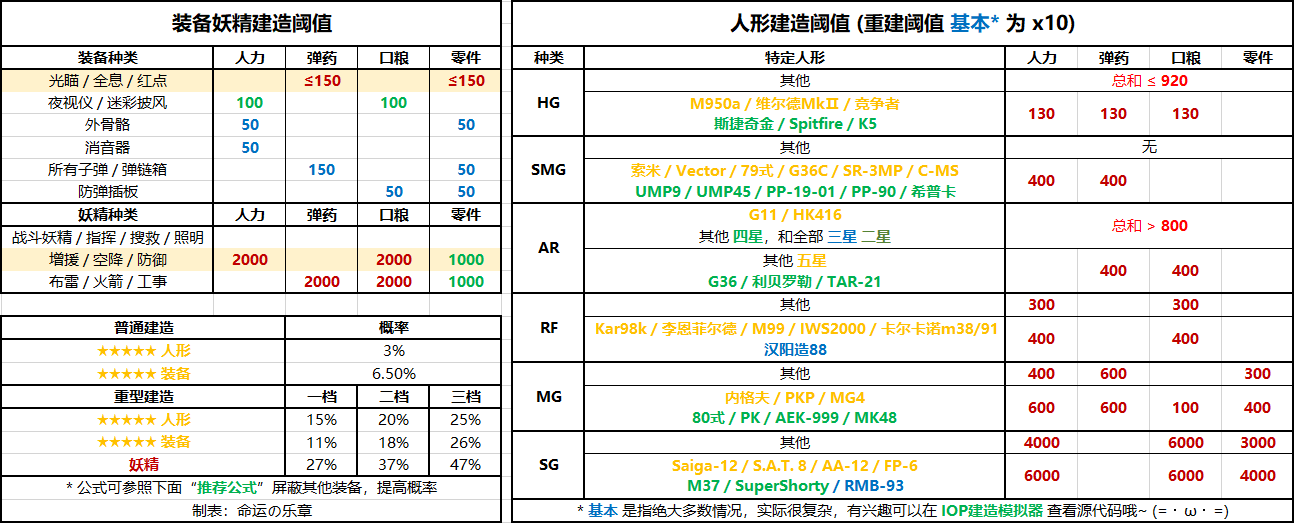 装备妖精建造阈值
装备种类 人力 弹药 口粮 零件
光瞄 / 全息 / 红点 ≤150 ≤150
夜视仪 / 迷彩披风 100 100
外骨骼 50 50
消音器 50
所有子弹 / 弹链箱 150 50
防弹插板 50 50
妖精种类 人力 弹药 口粮 零件
战斗妖精 / 指挥 / 搜救 / 照明
增援 / 空降 / 防御 2000 2000 1000
布雷 / 火箭 / 工事 2000 2000 1000
普通建造 概率
★★★★★ 人形 3%
★★★★★ 装备 6.50%
重型建造 一档 二档 三档
★★★★★ 人形 15% 20% 25%
★★★★★ 装备 11% 18% 26%
妖精 27% 37% 47%
* 公式可参照下面“推荐公式”屏蔽其他装备，提高概率
制表：命运の乐章
人形建造阈值 (重建阈值 基本* 为 x10)
种类 特定人形 人力 弹药 口粮 零件
HG
其他 总和 ≤ 920
M950a / 维尔德MkⅡ / 竞争者
斯捷奇金 / Spitfire / K5
130 130 130
SMG
其他 无
索米 / Vector / 79式 / G36C / SR-3MP / C-MS
UMP9 / UMP45 / PP-19-01 / PP-90 / 希普卡
400 400
AR
G11 / HK416
其他 四星，和全部 三星 二星
总和 > 800
其他 五星
G36 / 利贝罗勒 / TAR-21
400 400
RF
其他 300 300
Kar98k / 李恩菲尔德 / M99 / IWS2000 / 卡尔卡诺m38/91
汉阳造88
400 400
MG
其他 400 600 300
内格夫 / PKP / MG4
80式 / PK / AEK-999 / MK48
600 600 100 400
SG
其他 4000 6000 3000
Saiga-12 / S.A.T. 8 / AA-12 / FP-6
M37 / SuperShorty / RMB-93
6000 6000 4000
* 基本 是指绝大多数情况，实际很复杂，有兴趣可以在 IOP建造模拟器 查看源代码哦~ (=・ω・=)